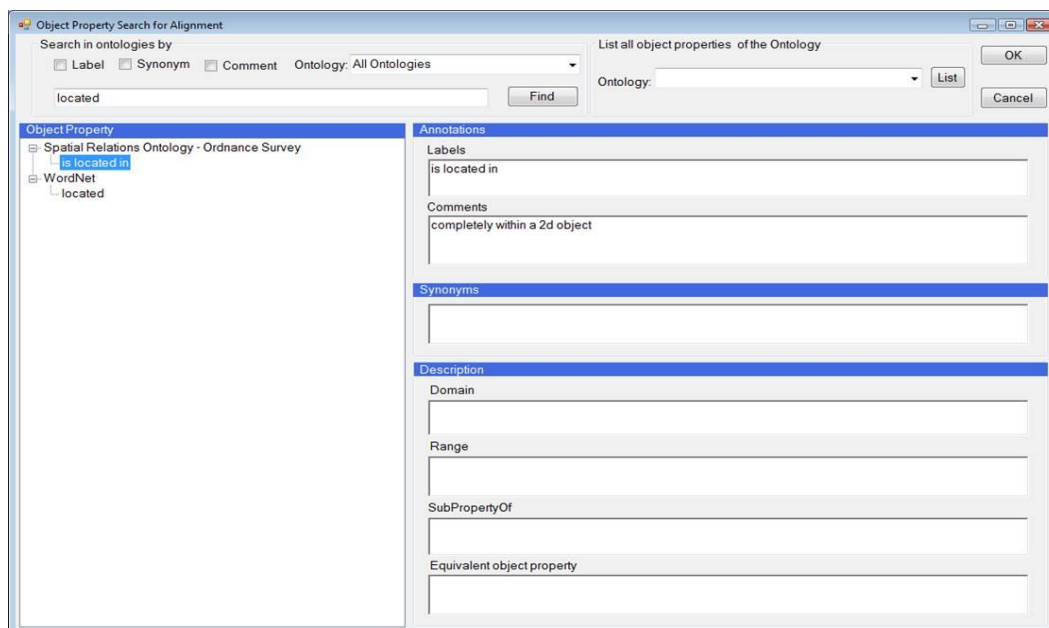 Object Property Search for Alignment
Search in ontologies by
Label Synonym Comment Ontology: All Ontologies
located Find
List all object properties of the Ontology
Ontology: List
OK
Cancel
Object Property
Spatial Relations Ontology - Ordnance Survey
is located in
WordNet
located
Annotations
Labels
is located in
Comments
completely within a 2d object
Synonyms
Description
Domain
Range
SubPropertyOf
Equivalent object property